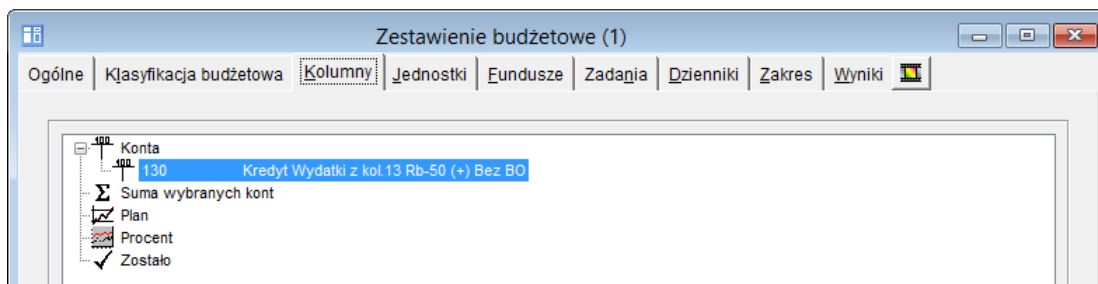 Zestawienie budżetowe (1)
Ogólne Klasyfikacja budżetowa Kolumny Jednostki Fundusze Zadania Dzienniki Zakres Wyniki
Konta
130 Kredyt Wydatki z kol.13 Rb-50 (+) Bez BO
Suma wybranych kont
Plan
Procent
Zostało